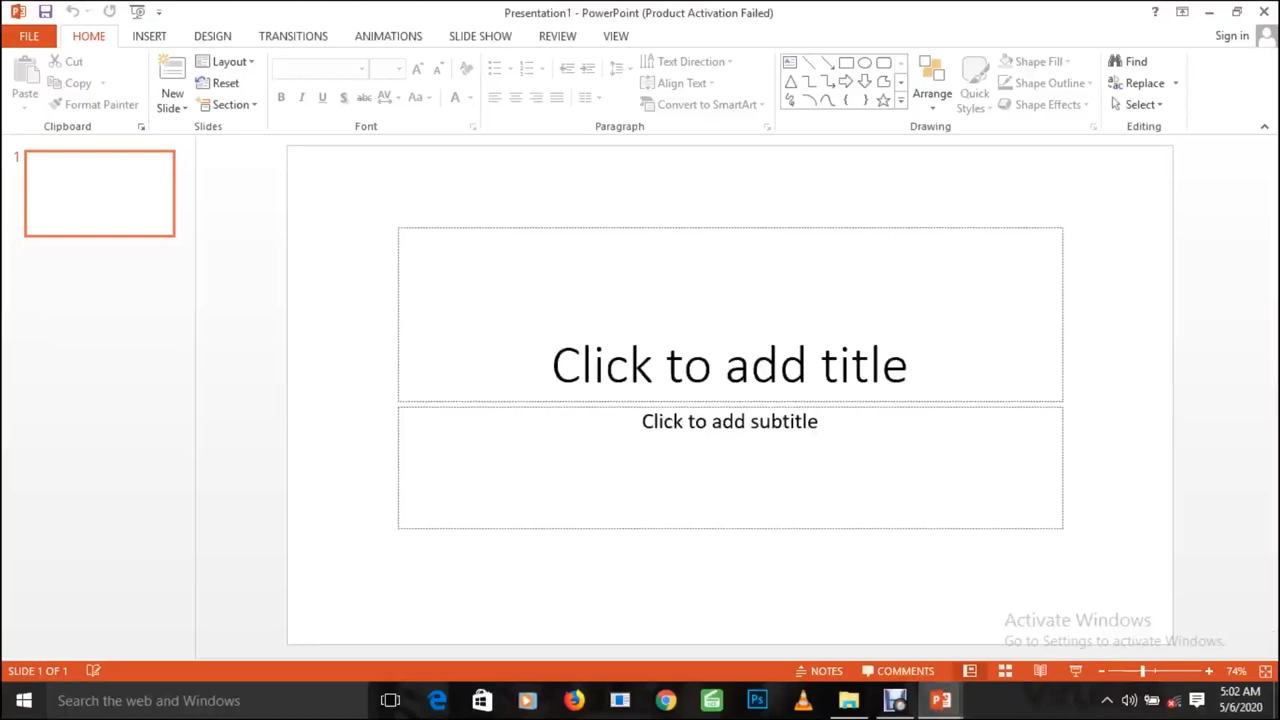 Presentation1 - PowerPoint (Product Activation Failed)
?
FILE HOME INSERT DESIGN TRANSITIONS ANIMATIONS SLIDE SHOW REVIEW VIEW Sign in
Cut Layout Text Direction Shape Fill Find
Paste Copy New Slide Reset Align Text Arrange Quick Styles Shape Outline Replace
Format Painter Section B I U S abc AV Aa A Convert to SmartArt Shape Effects Select
Clipboard Slides Font Paragraph Drawing Editing
1
Click to add title
Click to add subtitle
Activate Windows
Go to Settings to activate Windows.
SLIDE 1 OF 1 NOTES COMMENTS 74%
Search the web and Windows Ps 5:02 AM
5/6/2020